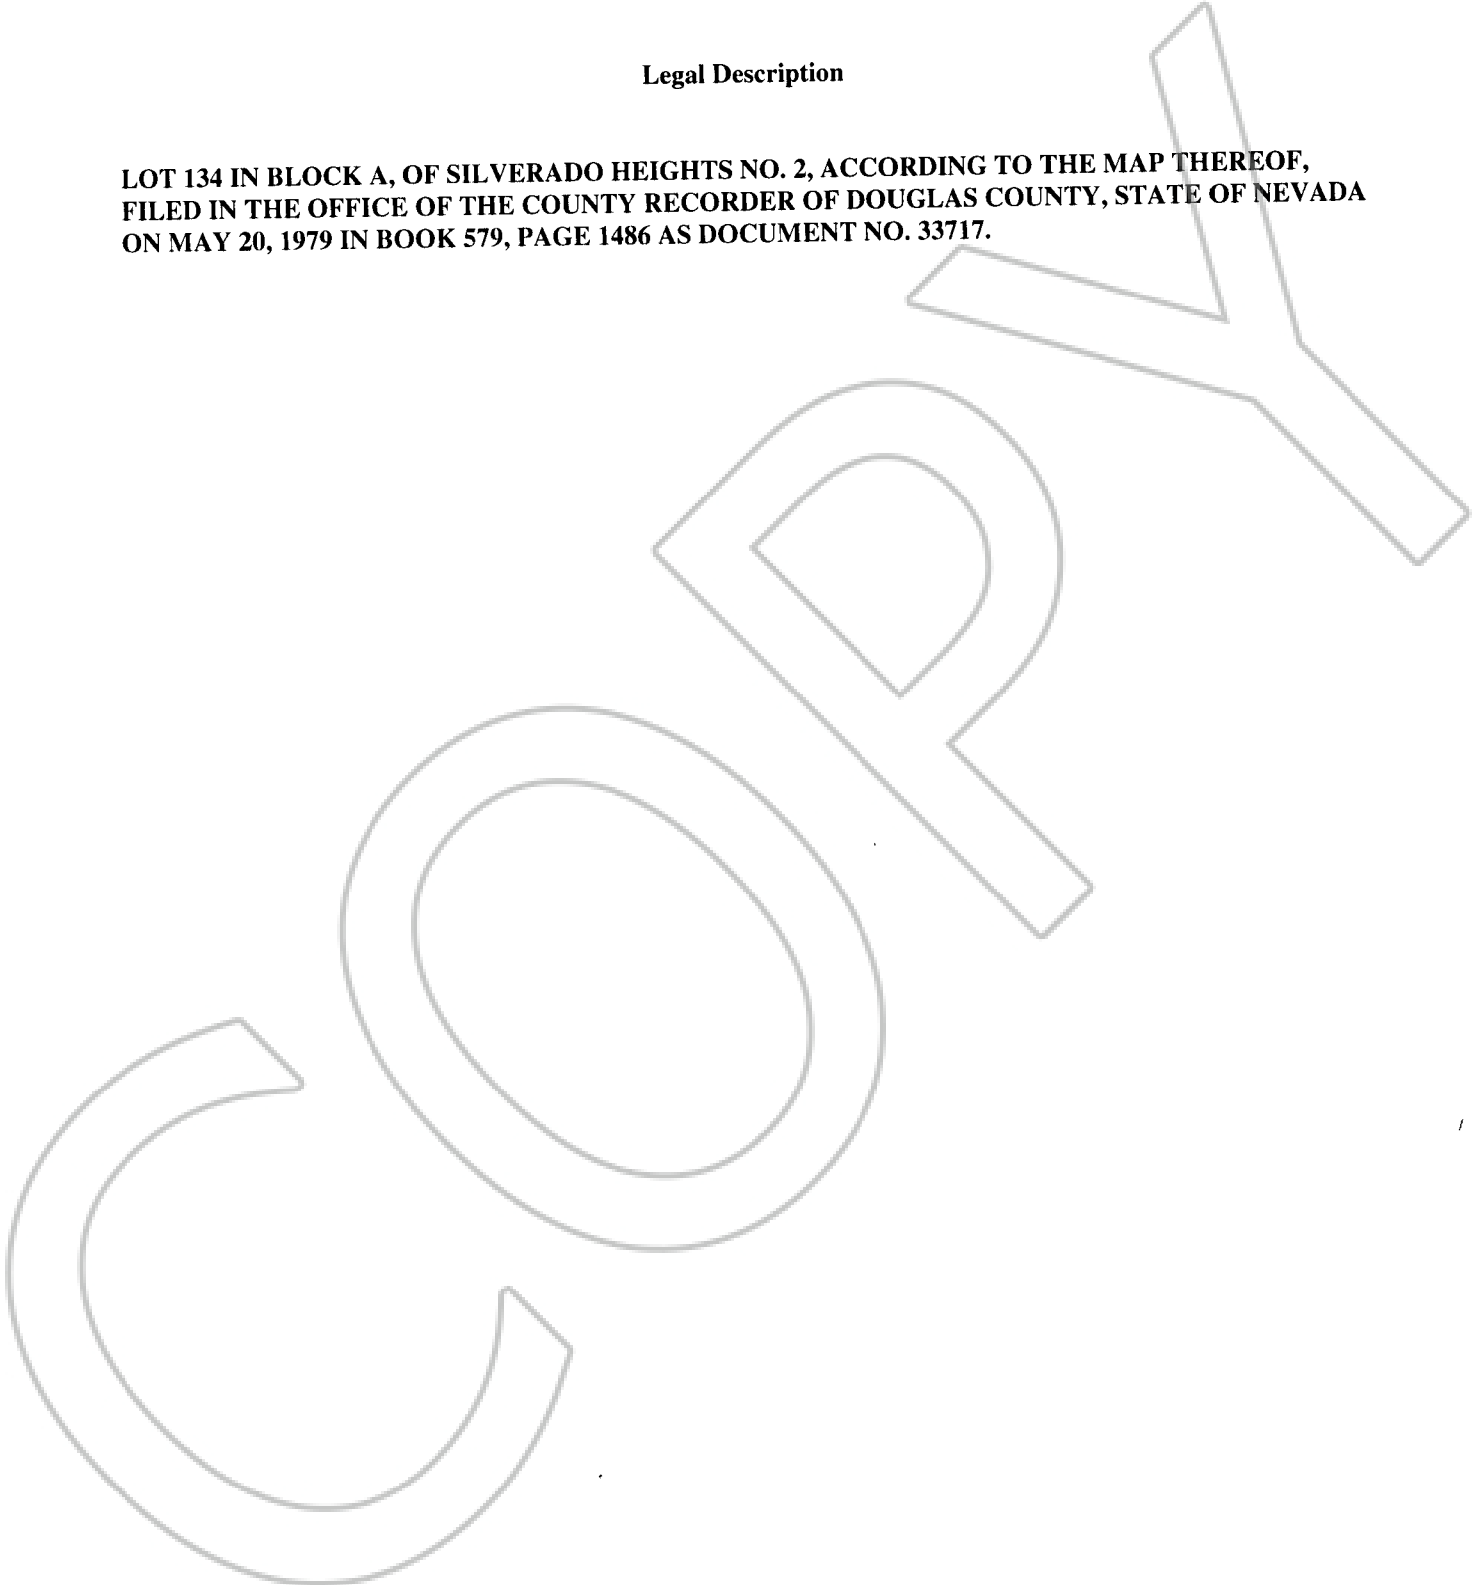 Legal Description
LOT 134 IN BLOCK A, OF SILVERADO HEIGHTS NO. 2, ACCORDING TO THE MAP THEREOF,
FILED IN THE OFFICE OF THE COUNTY RECORDER OF DOUGLAS COUNTY, STATE OF NEVADA
ON MAY 20, 1979 IN BOOK 579, PAGE 1486 AS DOCUMENT NO. 33717.
COPY